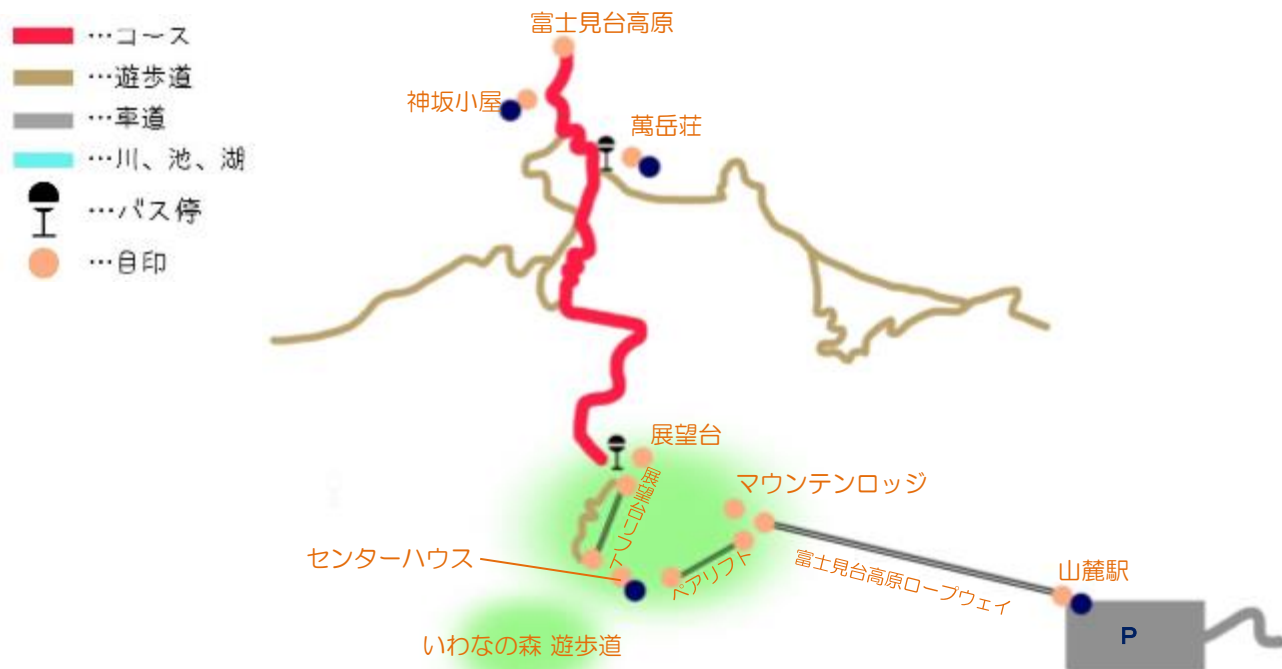 …コース
…遊歩道
…車道
…川、池、湖
…バス停
…目印
富士見台高原
神坂小屋
萬岳荘
展望台
展望台リフト
マウンテンロッジ
センターハウス
ペアリフト
富士見台高原ロープウェイ
山麓駅
P
いわなの森 遊歩道